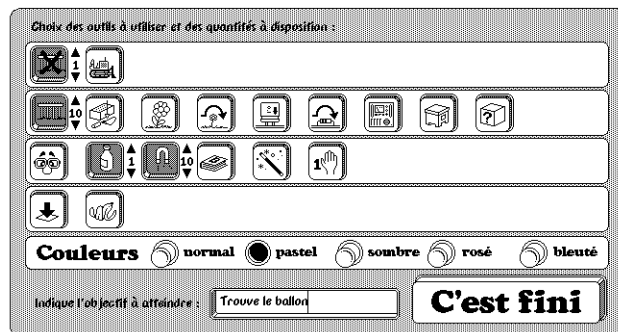 Choix des outils à utiliser et des quantités à disposition :
1
10
?
1
10
1
Couleurs normal pastel sombre rosé bleuté
Indique l'objectif à atteindre : Trouve le ballon
C'est fini